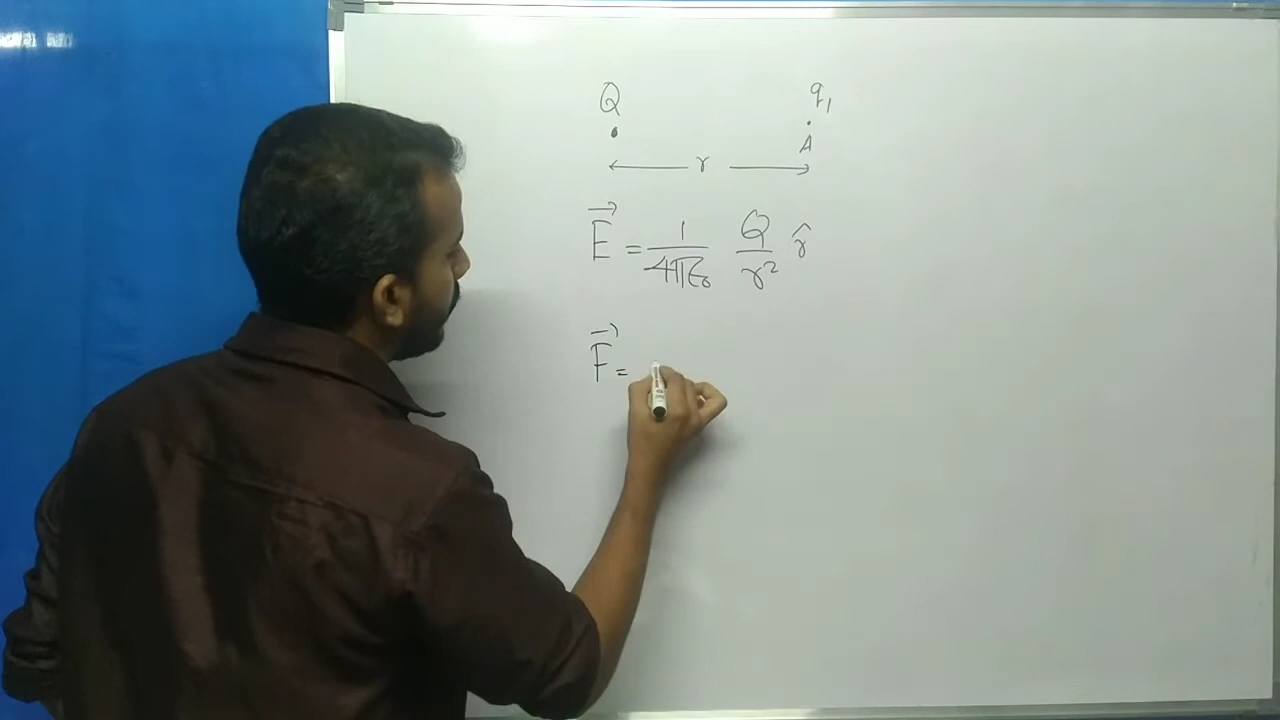 Q q₁
A
← r →
E⃗ = 1/4πε₀ Q/r² r̂
F⃗ =